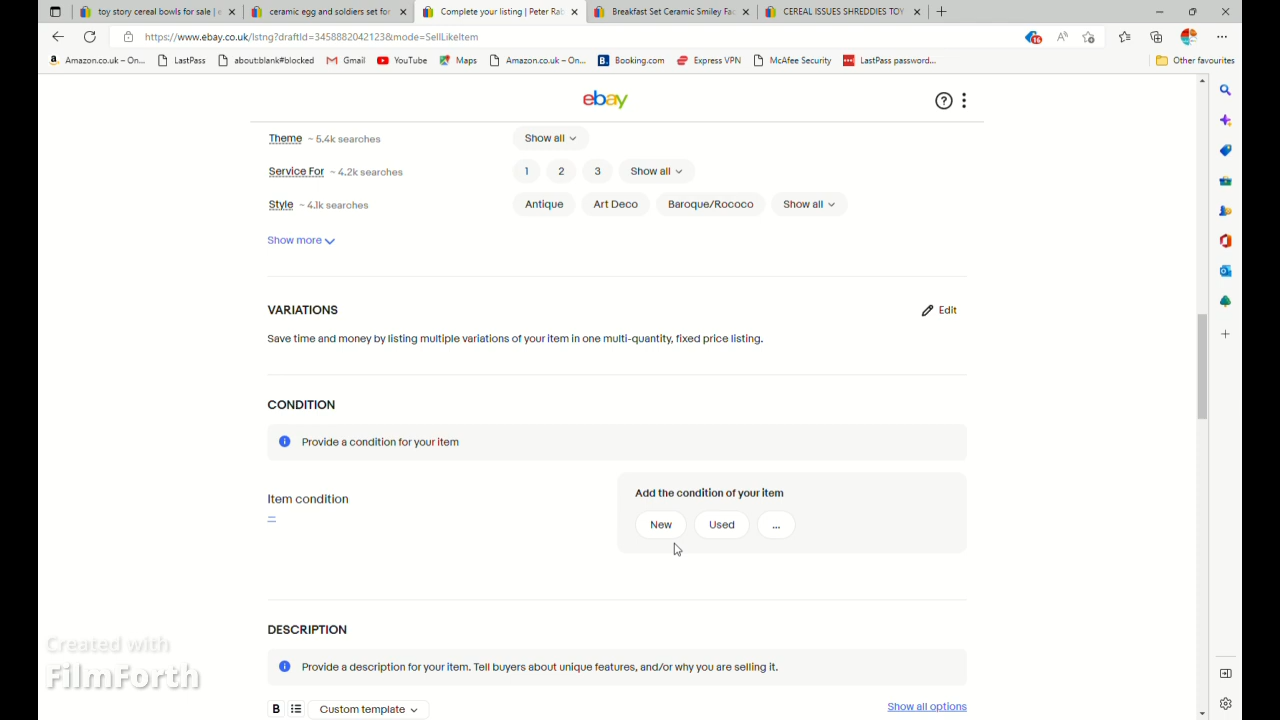 toy story cereal bowls for sale | e
ceramic egg and soldiers set for
Complete your listing | Peter Rab
Breakfast Set Ceramic Smiley Fac
CEREAL ISSUES SHREDDIES TOY
https://www.ebay.co.uk/lstng?draftId=3458882042123&mode=SellLikeItem
16
Amazon.co.uk – On...
LastPass
about:blank#blocked
Gmail
YouTube
Maps
Amazon.co.uk – On...
Booking.com
Express VPN
McAfee Security
LastPass password...
Other favourites
ebay
Theme ~ 5.4k searches
Show all
Service For ~ 4.2k searches
1 2 3 Show all
Style ~ 4.1k searches
Antique Art Deco Baroque/Rococo Show all
Show more
VARIATIONS
Edit
Save time and money by listing multiple variations of your item in one multi-quantity, fixed price listing.
CONDITION
Provide a condition for your item
Item condition
–
Add the condition of your item
New Used ...
DESCRIPTION
Provide a description for your item. Tell buyers about unique features, and/or why you are selling it.
B Custom template
Show all options
Created with
FilmForth